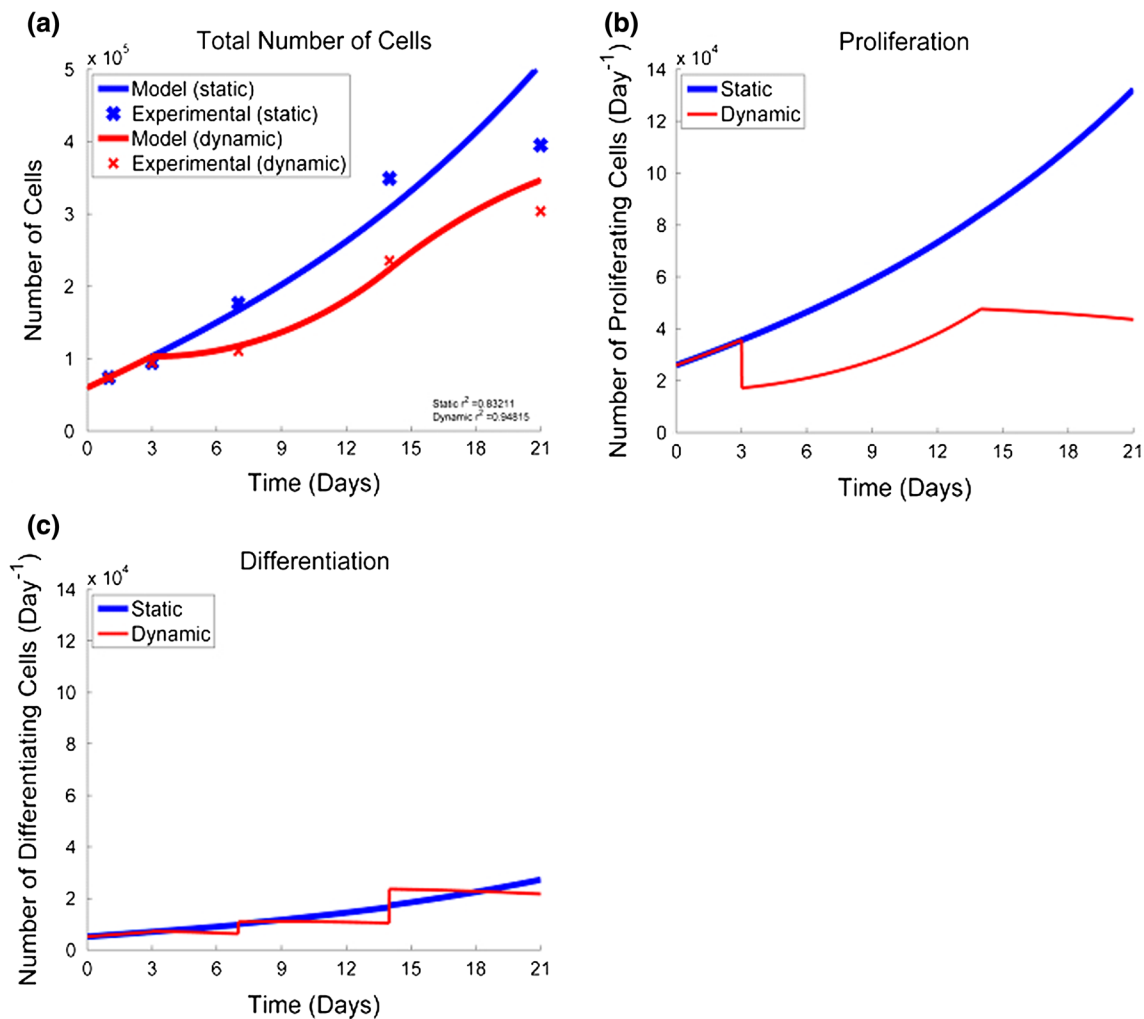 (a)
Total Number of Cells
x 10^5
Model (static)
Experimental (static)
Model (dynamic)
Experimental (dynamic)
Number of Cells
5
4
3
2
1
0
Static r^2 =0.83211
Dynamic r^2 =0.94815
0 3 6 9 12 15 18 21
Time (Days)
(b)
Proliferation
x 10^4
Static
Dynamic
Number of Proliferating Cells (Day^-1)
14
12
10
8
6
4
2
0
0 3 6 9 12 15 18 21
Time (Days)
(c)
Differentiation
x 10^4
Static
Dynamic
Number of Differentiating Cells (Day^-1)
14
12
10
8
6
4
2
0
0 3 6 9 12 15 18 21
Time (Days)